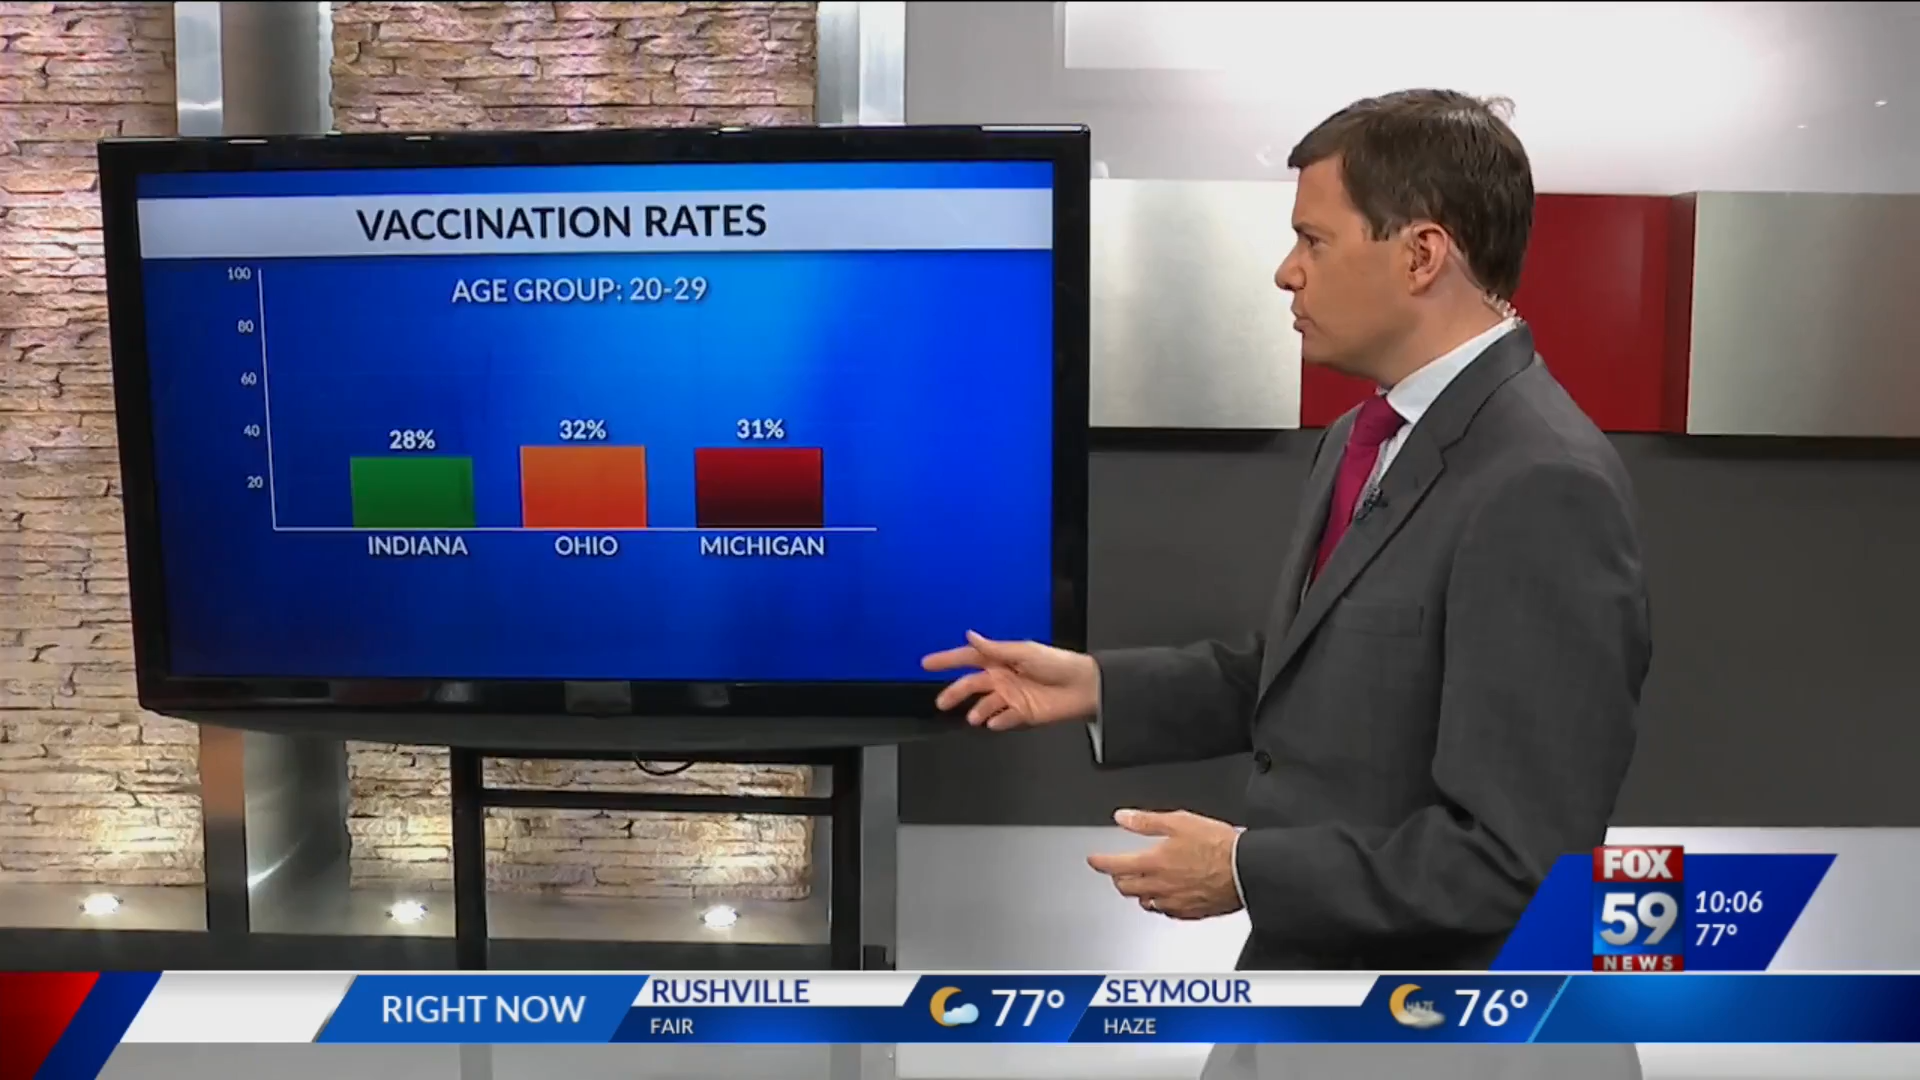 VACCINATION RATES
AGE GROUP: 20-29
100
80
60
40
20
28%
32%
31%
INDIANA
OHIO
MICHIGAN
FOX
59
NEWS
10:06
77°
RIGHT NOW
RUSHVILLE
FAIR
77°
SEYMOUR
HAZE
HAZE
76°